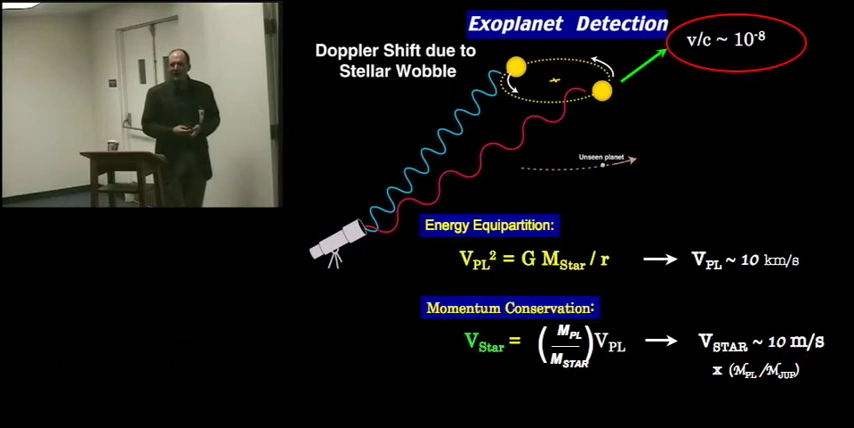 Exoplanet Detection
Doppler Shift due to
Stellar Wobble
v/c ~ 10⁻⁸
Unseen planet
Energy Equipartition:
V_PL² = G M_Star / r → V_PL ~ 10 km/s
Momentum Conservation:
V_Star = (M_PL / M_STAR) V_PL → V_STAR ~ 10 m/s
x (M_PL / M_JUP)